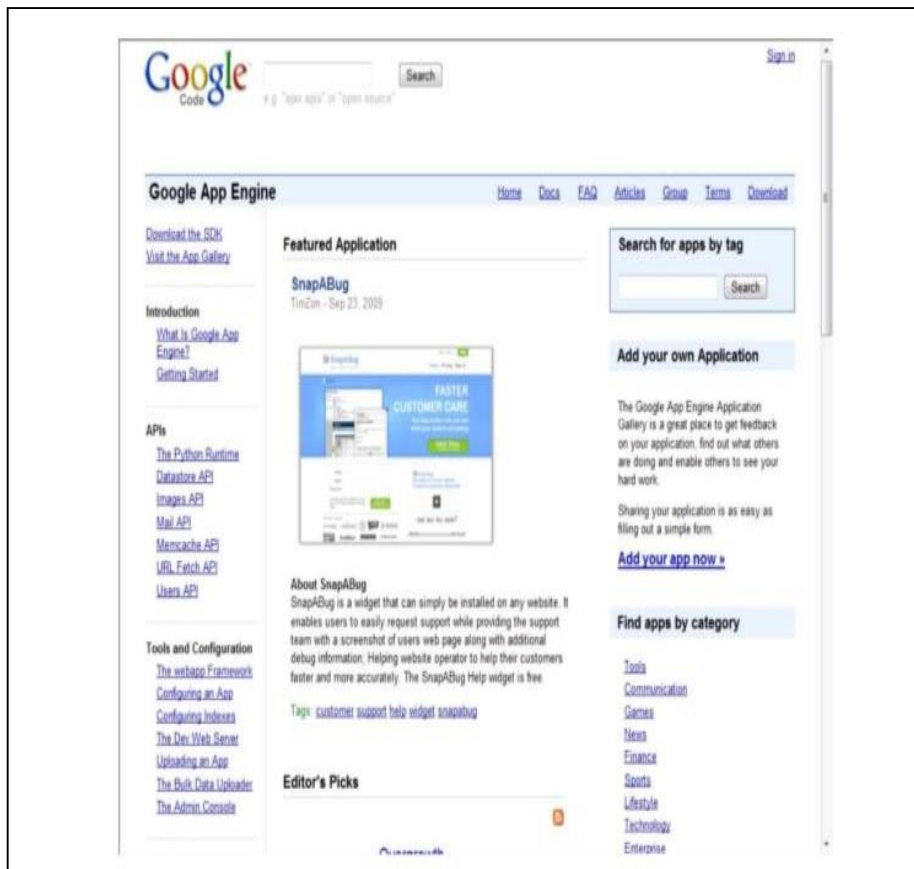 Google
Code
Search
e.g. "ajax apis" or "open source"
Sign in
Google App Engine
Home Docs FAQ Articles Group Terms Download
Download the SDK
Visit the App Gallery
Introduction
What Is Google App
Engine?
Getting Started
APIs
The Python Runtime
Datastore API
Images API
Mail API
Memcache API
URL Fetch API
Users API
Tools and Configuration
The webapp Framework
Configuring an App
Configuring Indexes
The Dev Web Server
Uploading an App
The Bulk Data Uploader
The Admin Console
Featured Application
SnapABug
TimZon - Sep 23, 2009
SnapABug
FASTER
CUSTOMER CARE
About SnapABug
SnapABug is a widget that can simply be installed on any website. It
enables users to easily request support while providing the support
team with a screenshot of users web page along with additional
debug information; Helping website operator to help their customers
faster and more accurately. The SnapABug Help widget is free.
Tags: customer support help widget snapabug
Editor's Picks
Search for apps by tag
Search
Add your own Application
The Google App Engine Application
Gallery is a great place to get feedback
on your application, find out what others
are doing and enable others to see your
hard work.
Sharing your application is as easy as
filling out a simple form.
Add your app now »
Find apps by category
Tools
Communication
Games
News
Finance
Sports
Lifestyle
Technology
Enterprise